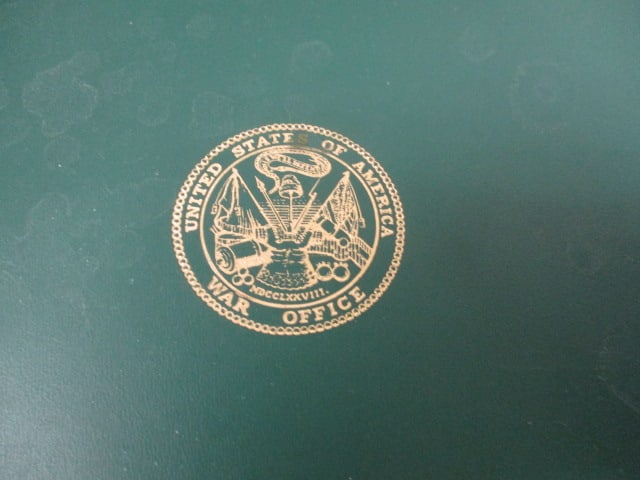 UNITED STATES OF AMERICA
MDCCLXXVIII.
WAR OFFICE